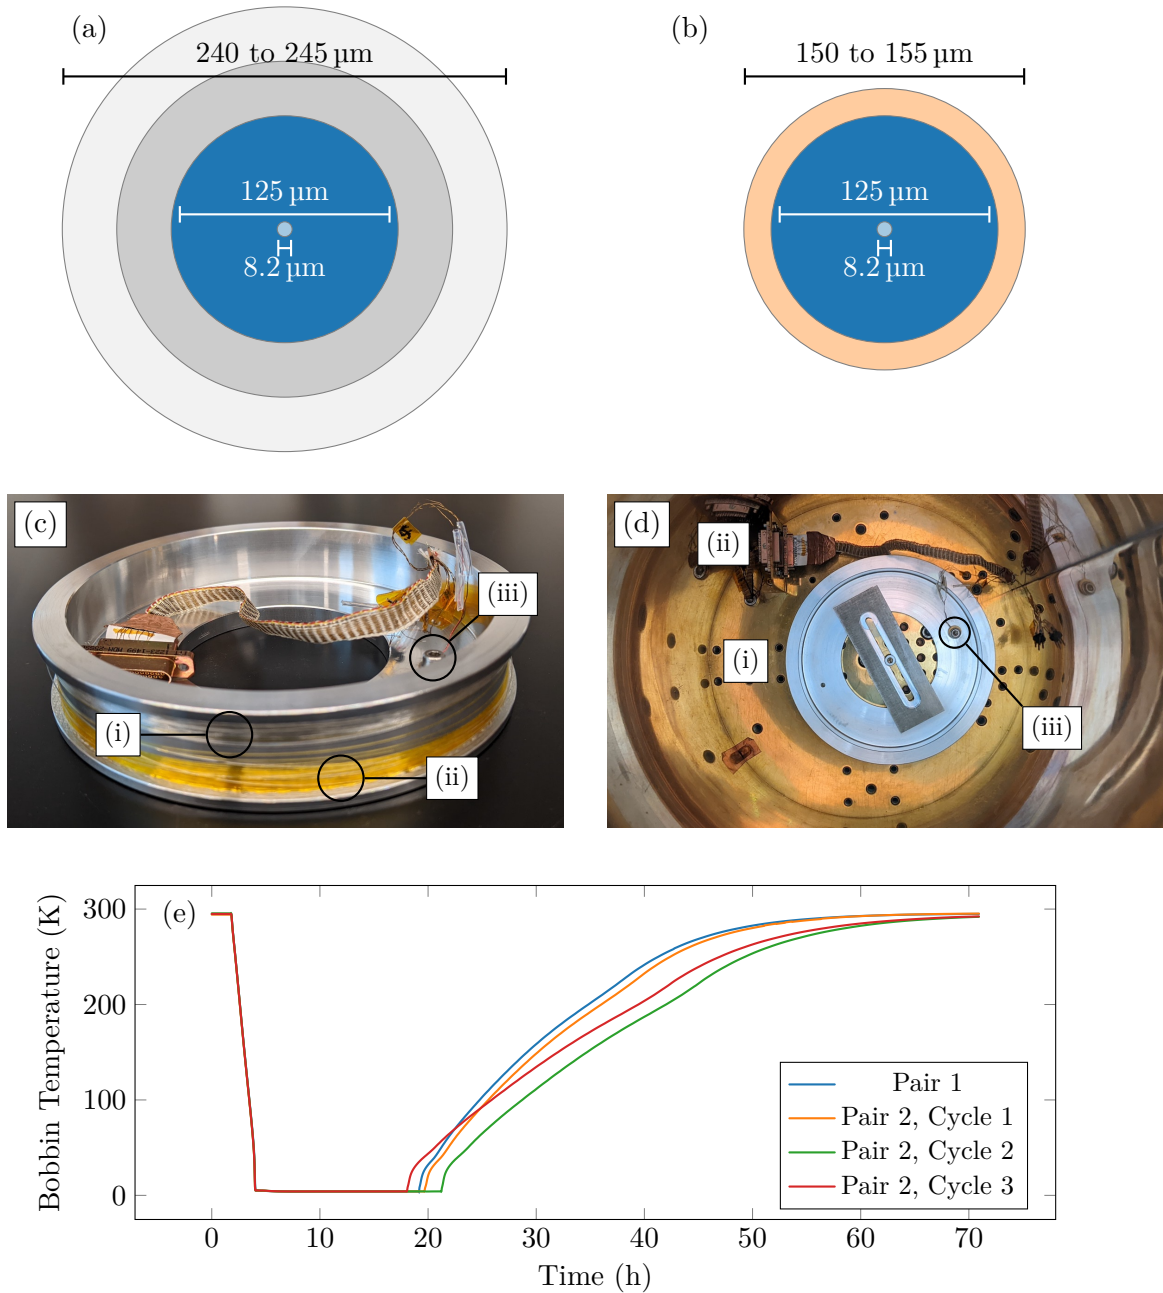 (a)
240 to 245 µm
125 µm
8.2 µm
(b)
150 to 155 µm
125 µm
8.2 µm
(c)
(i)
(ii)
(iii)
(d)
(ii)
(i)
(iii)
(e)
Bobbin Temperature (K)
300
200
100
0
0 10 20 30 40 50 60 70
Time (h)
Pair 1
Pair 2, Cycle 1
Pair 2, Cycle 2
Pair 2, Cycle 3